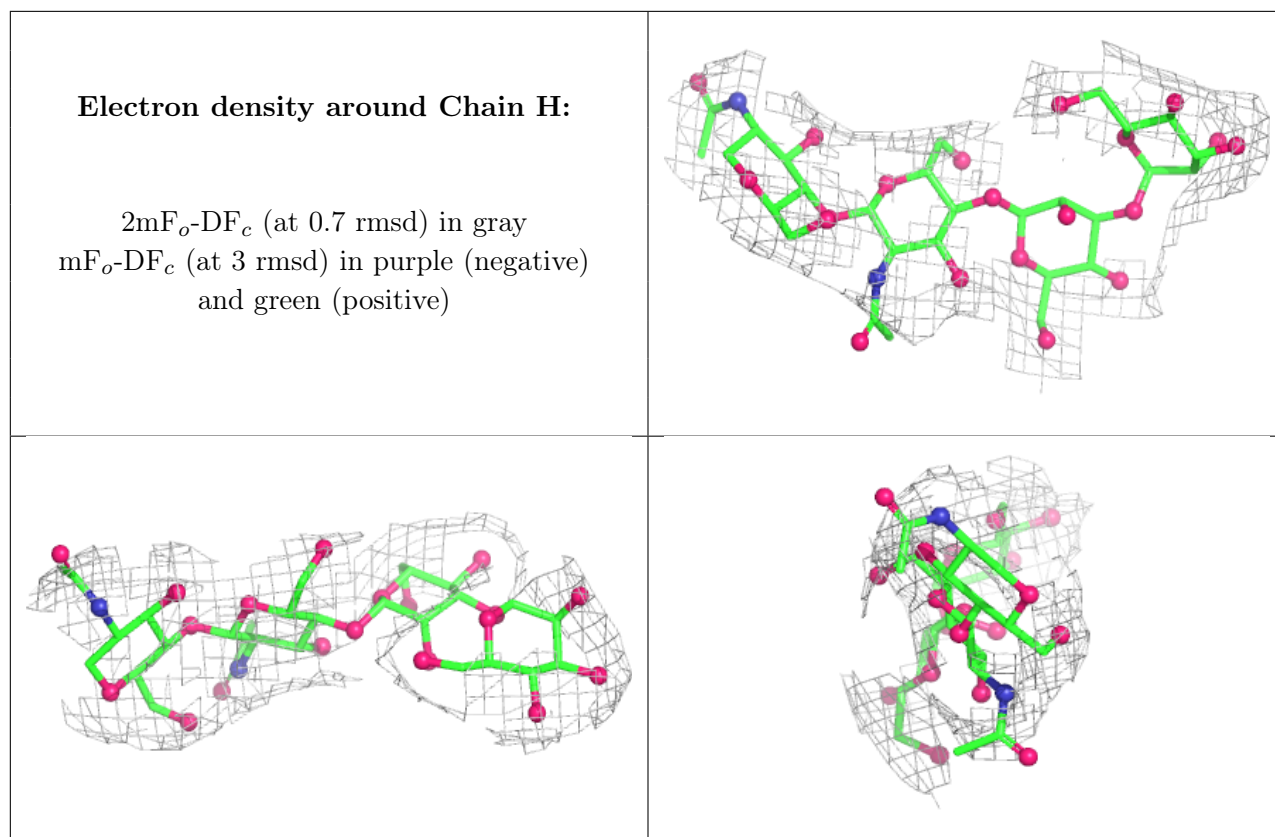 Electron density around Chain H:
2mFo-DFc (at 0.7 rmsd) in gray
mFo-DFc (at 3 rmsd) in purple (negative)
and green (positive)